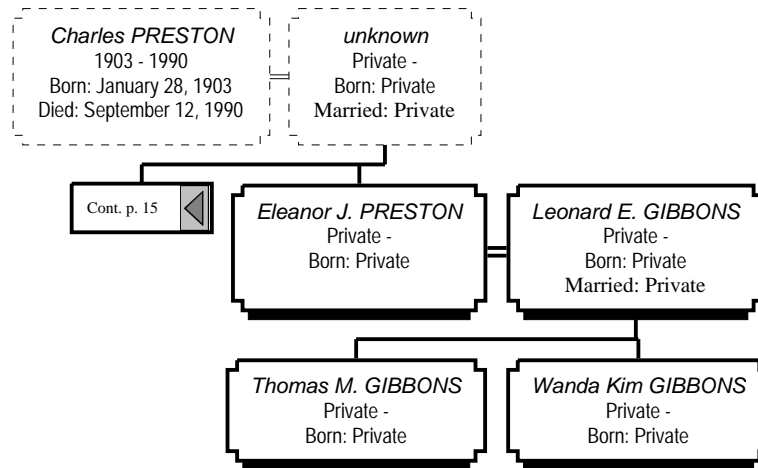 Charles PRESTON
1903 - 1990
Born: January 28, 1903
Died: September 12, 1990
unknown
Private -
Born: Private
Married: Private
Cont. p. 15
Eleanor J. PRESTON
Private -
Born: Private
Leonard E. GIBBONS
Private -
Born: Private
Married: Private
Thomas M. GIBBONS
Private -
Born: Private
Wanda Kim GIBBONS
Private -
Born: Private